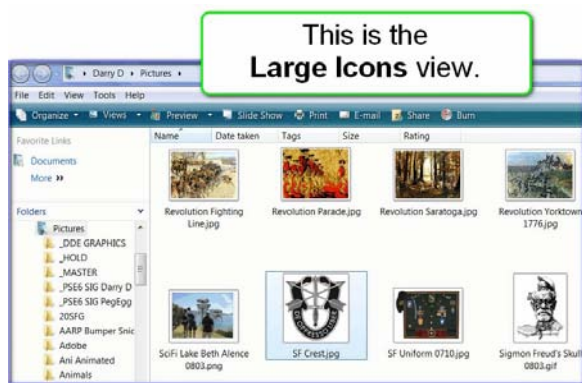 This is the
Large Icons view.
Darry D ▸ Pictures ▸
File Edit View Tools Help
Organize Views Preview Slide Show Print E-mail Share Burn
Favorite Links
Documents
More »
Name Date taken Tags Size Rating
Revolution Fighting
Line.jpg
Revolution Parade.jpg
Revolution Saratoga.jpg
Revolution Yorktown
1776.jpg
Folders
Pictures
_DDE GRAPHICS
_HOLD
_MASTER
_PSE6 SIG Darry D
_PSE6 SIG PegEgg
20SFG
AARP Bumper Snic
Adobe
Ani Animated
Animals
SciFi Lake Beth Alence
0803.png
SF Crest.jpg
SF Uniform 0710.jpg
Sigmon Freud's Skull
0803.gif